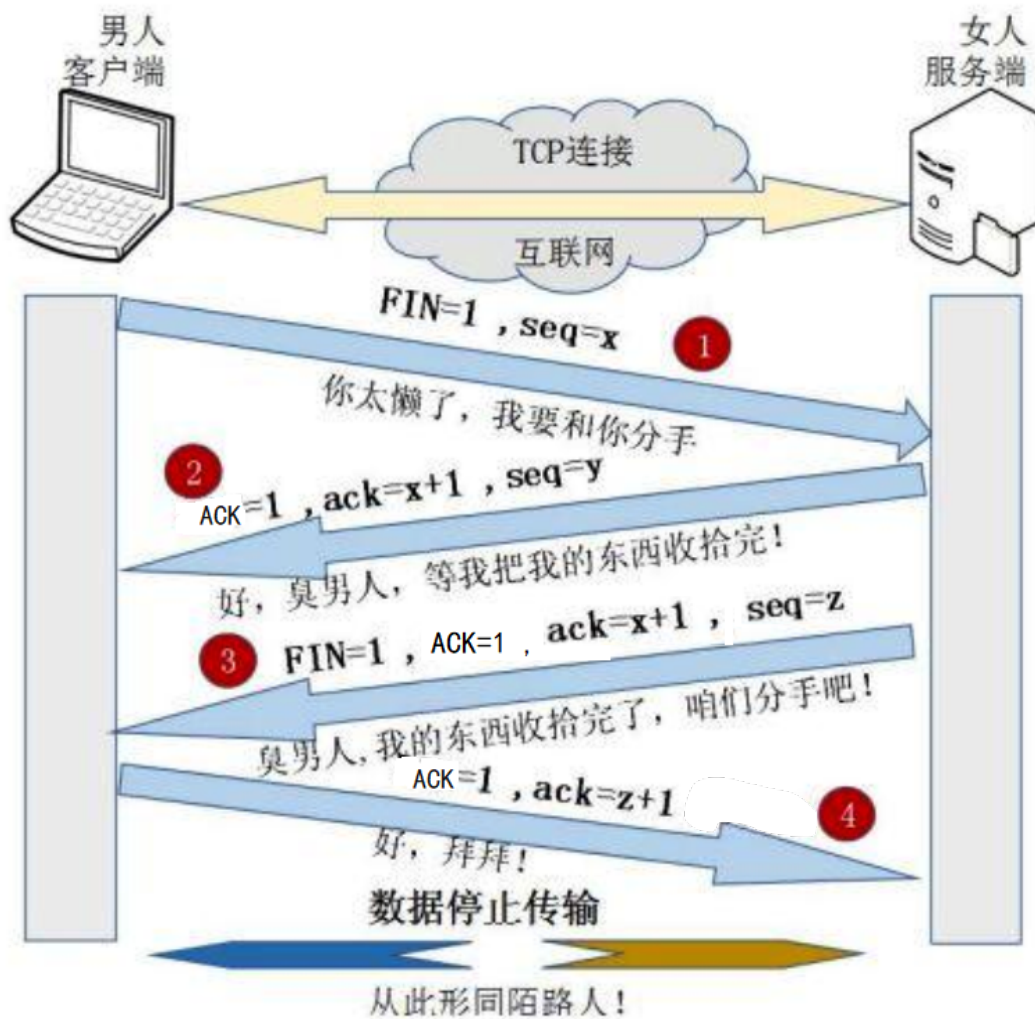 男人
客户端
女人
服务端
TCP连接
互联网
FIN=1 ,seq=x
1
你太懒了，我要和你分手
2
ACK=1 ,ack=x+1 ,seq=y
好，臭男人，等我把我的东西收拾完！
3
FIN=1 , ACK=1 , ack=x+1 , seq=z
臭男人,我的东西收拾完了，咱们分手吧！
ACK=1 ,ack=z+1
4
好，拜拜！
数据停止传输
从此形同陌路人！